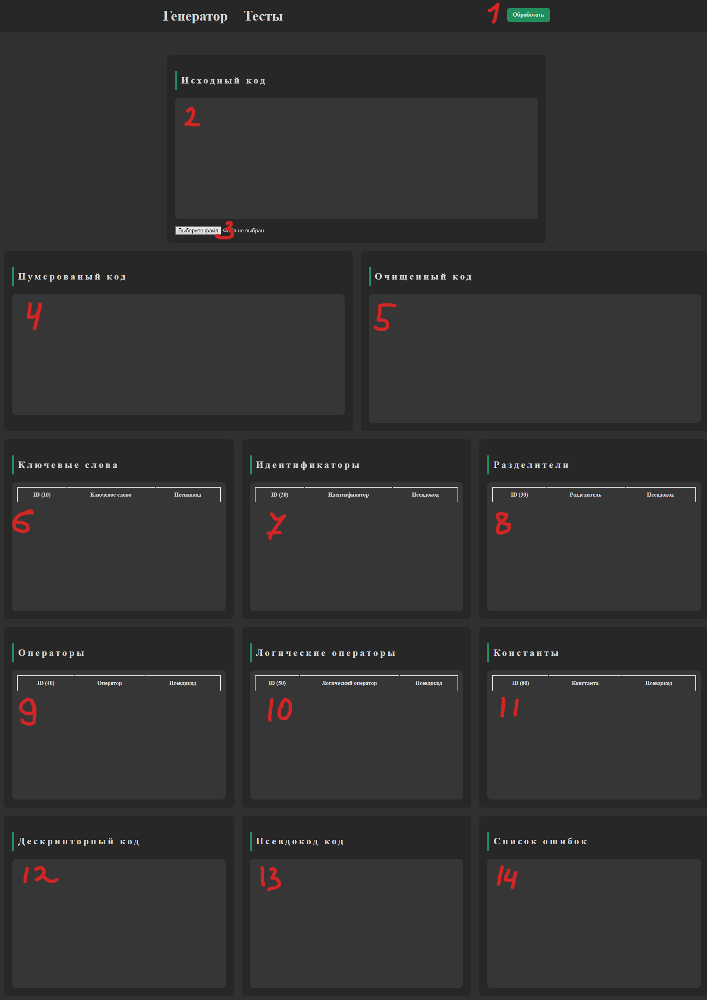 Генератор Тесты 1 Обработать
Исходный код
2
Выберите файл 3 Файл не выбран
Нумерованый код Очищенный код
4 5
Ключевые слова Идентификаторы Разделители
ID (10) Ключевое слово Псевдокод ID (20) Идентификатор Псевдокод ID (30) Разделитель Псевдокод
6 7 8
Операторы Логические операторы Константы
ID (40) Оператор Псевдокод ID (50) Логический оператор Псевдокод ID (60) Константа Псевдокод
9 10 11
Дескрипторный код Псевдокод код Список ошибок
12 13 14